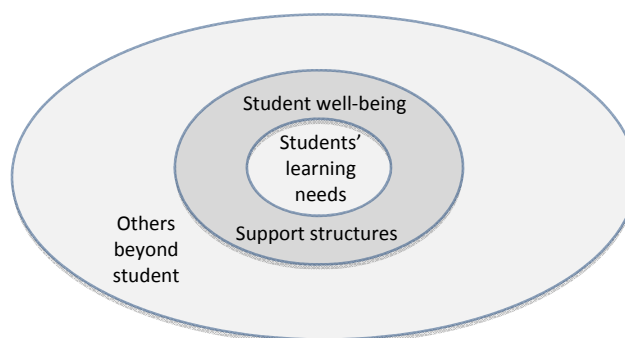 Student well-being
Students’
learning
needs
Support structures
Others
beyond
student